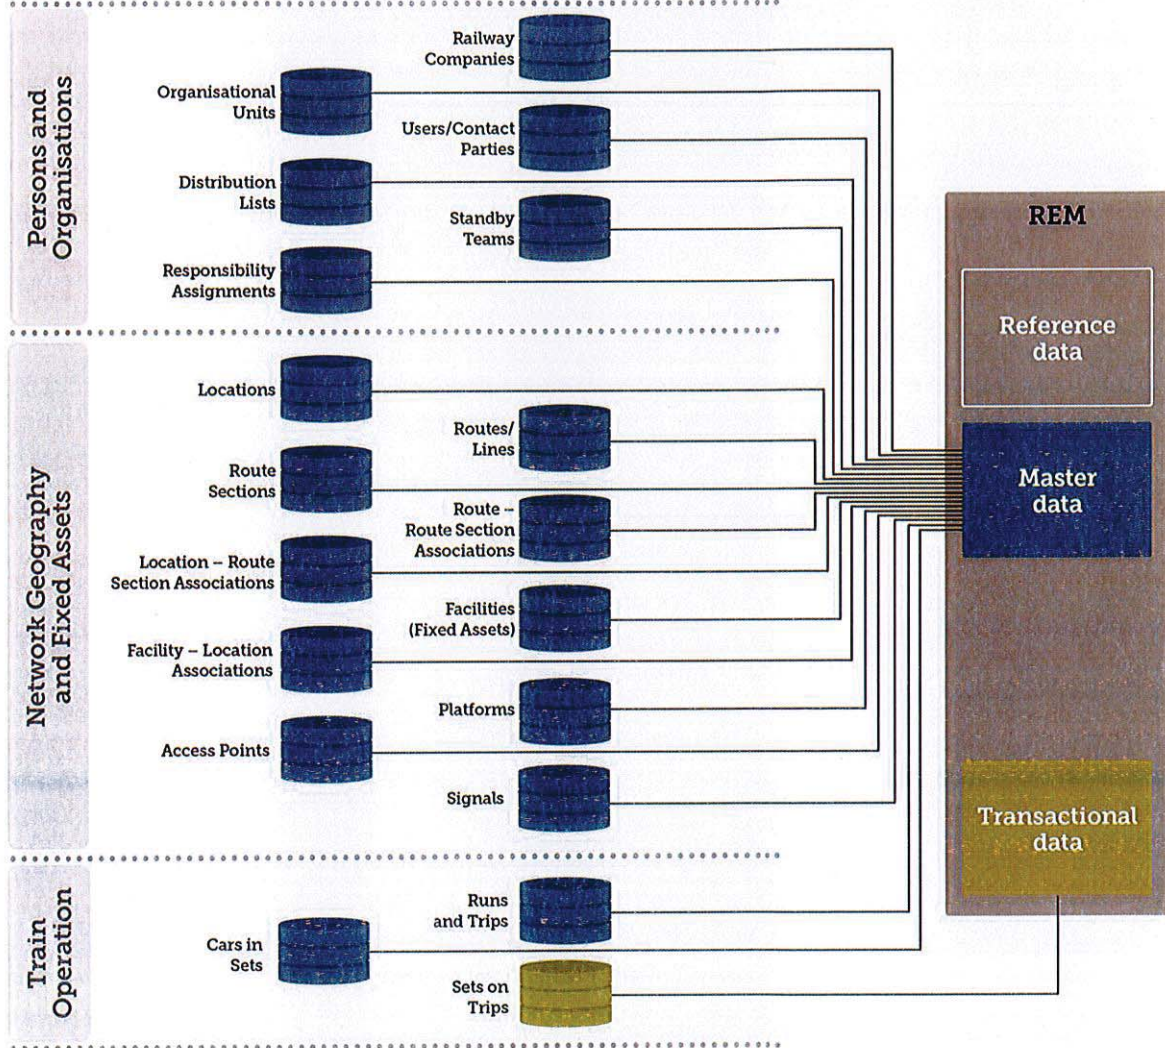 Persons and
Organisations
Railway
Companies
Organisational
Units
Users/Contact
Parties
Distribution
Lists
Standby
Teams
Responsibility
Assignments
Network Geography
and Fixed Assets
Locations
Routes/
Lines
Route
Sections
Route –
Route Section
Associations
Location – Route
Section Associations
Facilities
(Fixed Assets)
Facility – Location
Associations
Platforms
Access Points
Signals
Train
Operation
Runs
and Trips
Cars in
Sets
Sets on
Trips
REM
Reference
data
Master
data
Transactional
data